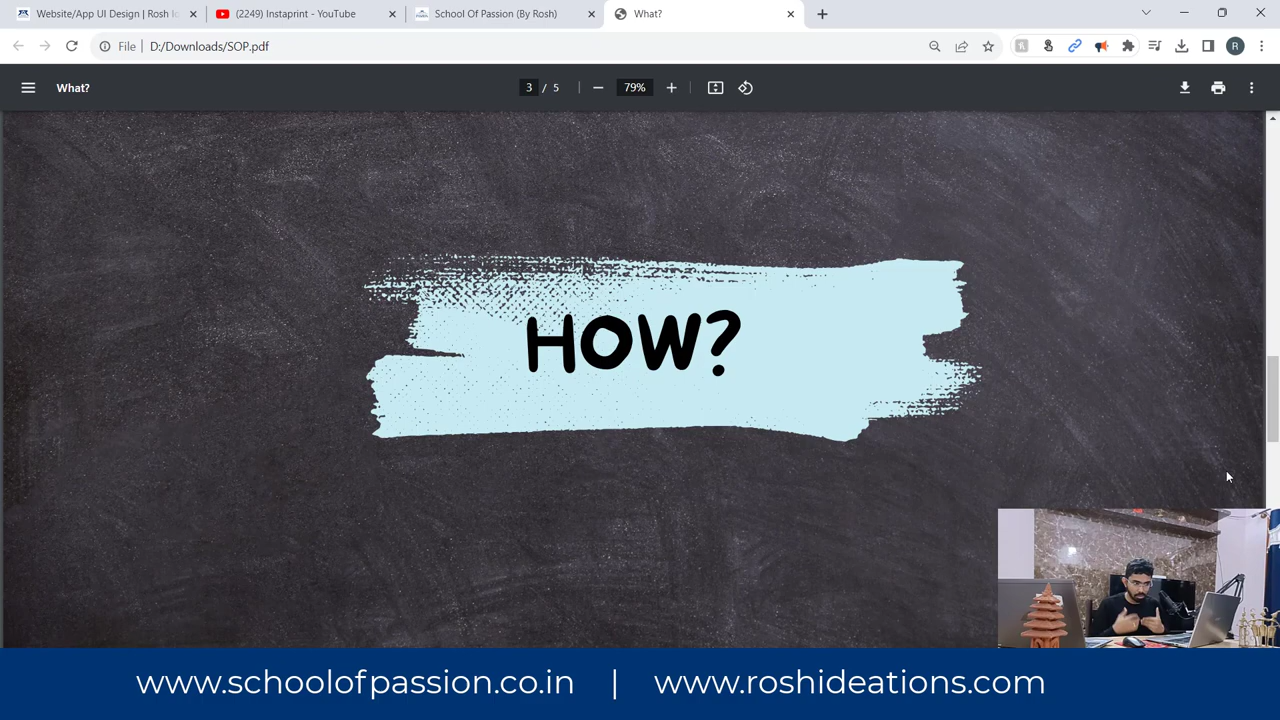 Website/App UI Design | Rosh Ic
(2249) Instaprint - YouTube
School Of Passion (By Rosh)
What?
File
D:/Downloads/SOP.pdf
R
What?
3 / 5
79%
HOW?
www.schoolofpassion.co.in | www.roshideations.com